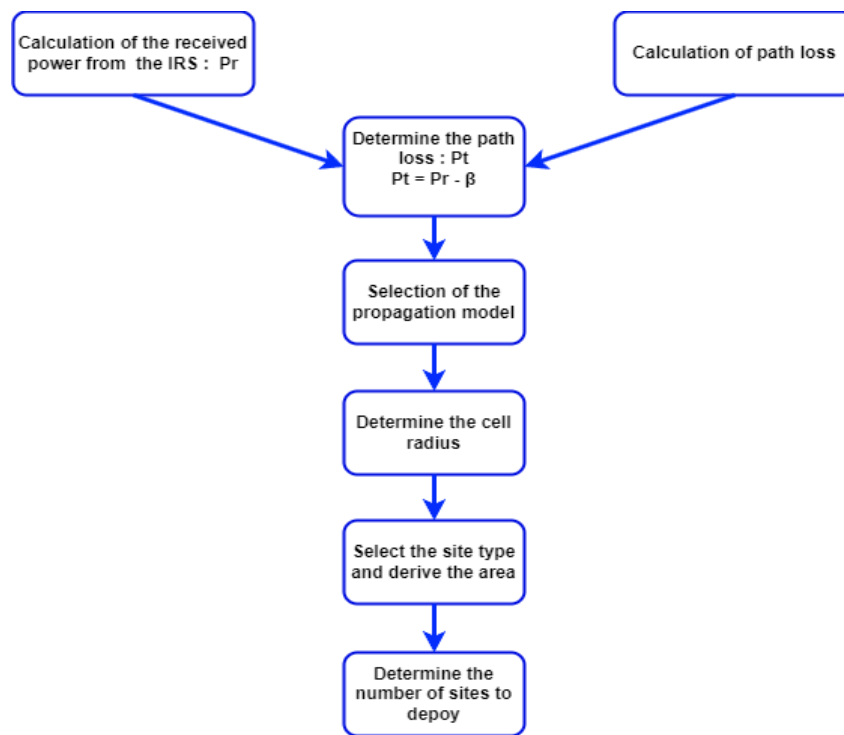 Calculation of the received
power from the IRS : Pr
Calculation of path loss
Determine the path
loss : Pt
Pt = Pr - β
Selection of the
propagation model
Determine the cell
radius
Select the site type
and derive the area
Determine the
number of sites to
depoy